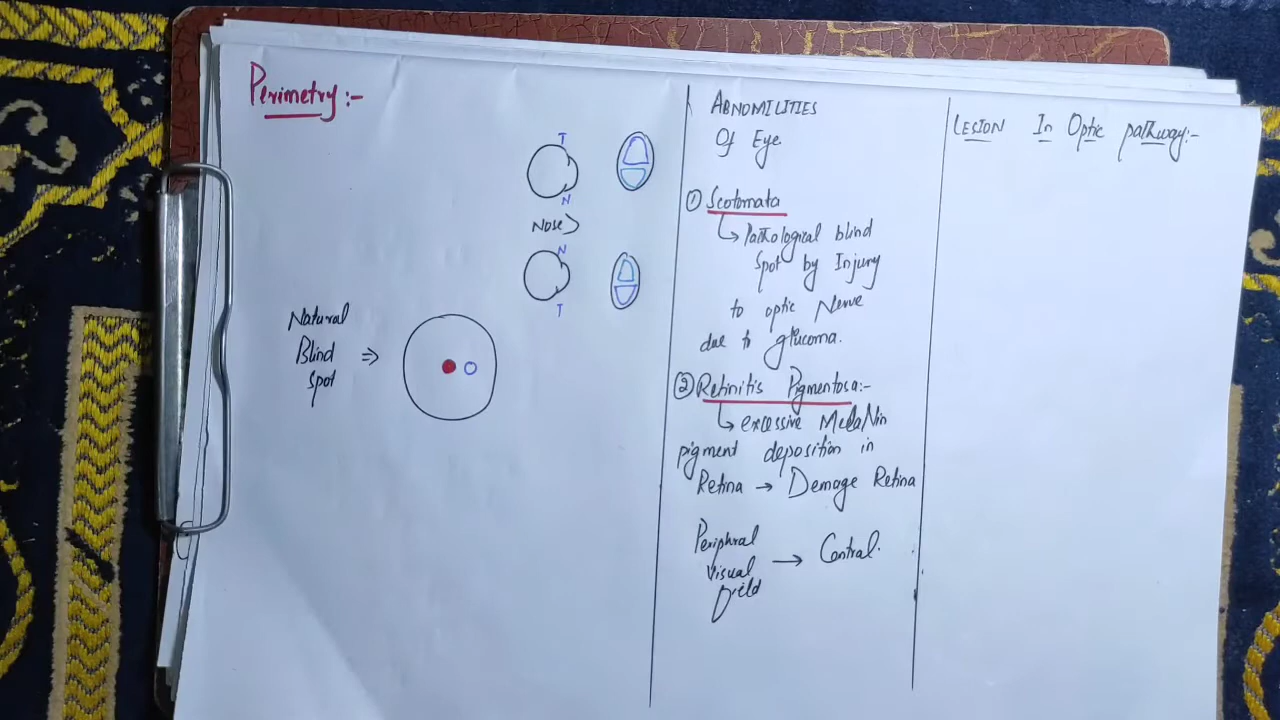 Perimetry:-
T
N
Nose
N
T
Natural
Blind ⇒
Spot
ABNOMILITIES
Of Eye
① Scotomata
↳ Pathological blind
spot by Injury
to optic Nerve
due to glucoma.
② Retinitis Pigmentosa:-
↳ excessive MelaNin
pigment deposition in
Retina → Demage Retina
Periphral
Visual → Central.
field
LESION In Optic pathway:-